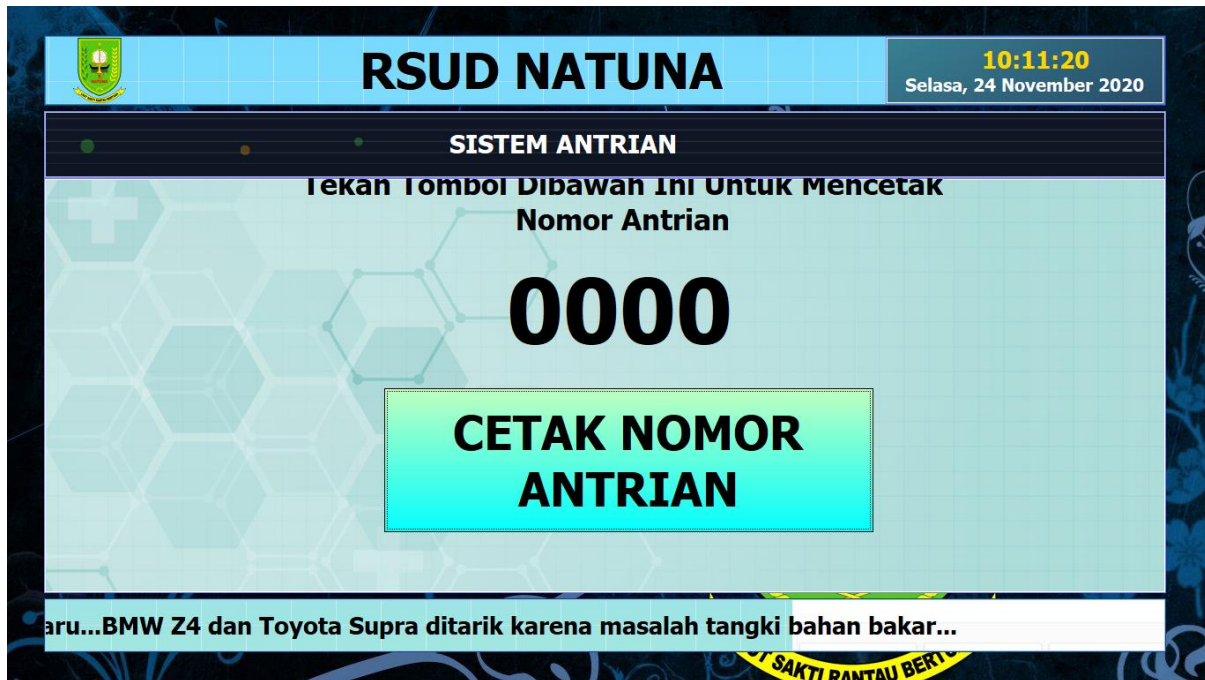 RSUD NATUNA
10:11:20
Selasa, 24 November 2020
SISTEM ANTRIAN
Tekan Tombol Dibawah Ini Untuk Mencetak
Nomor Antrian
0000
CETAK NOMOR
ANTRIAN
aru...BMW Z4 dan Toyota Supra ditarik karena masalah tangki bahan bakar...
SAKTI RANTAU BERTU